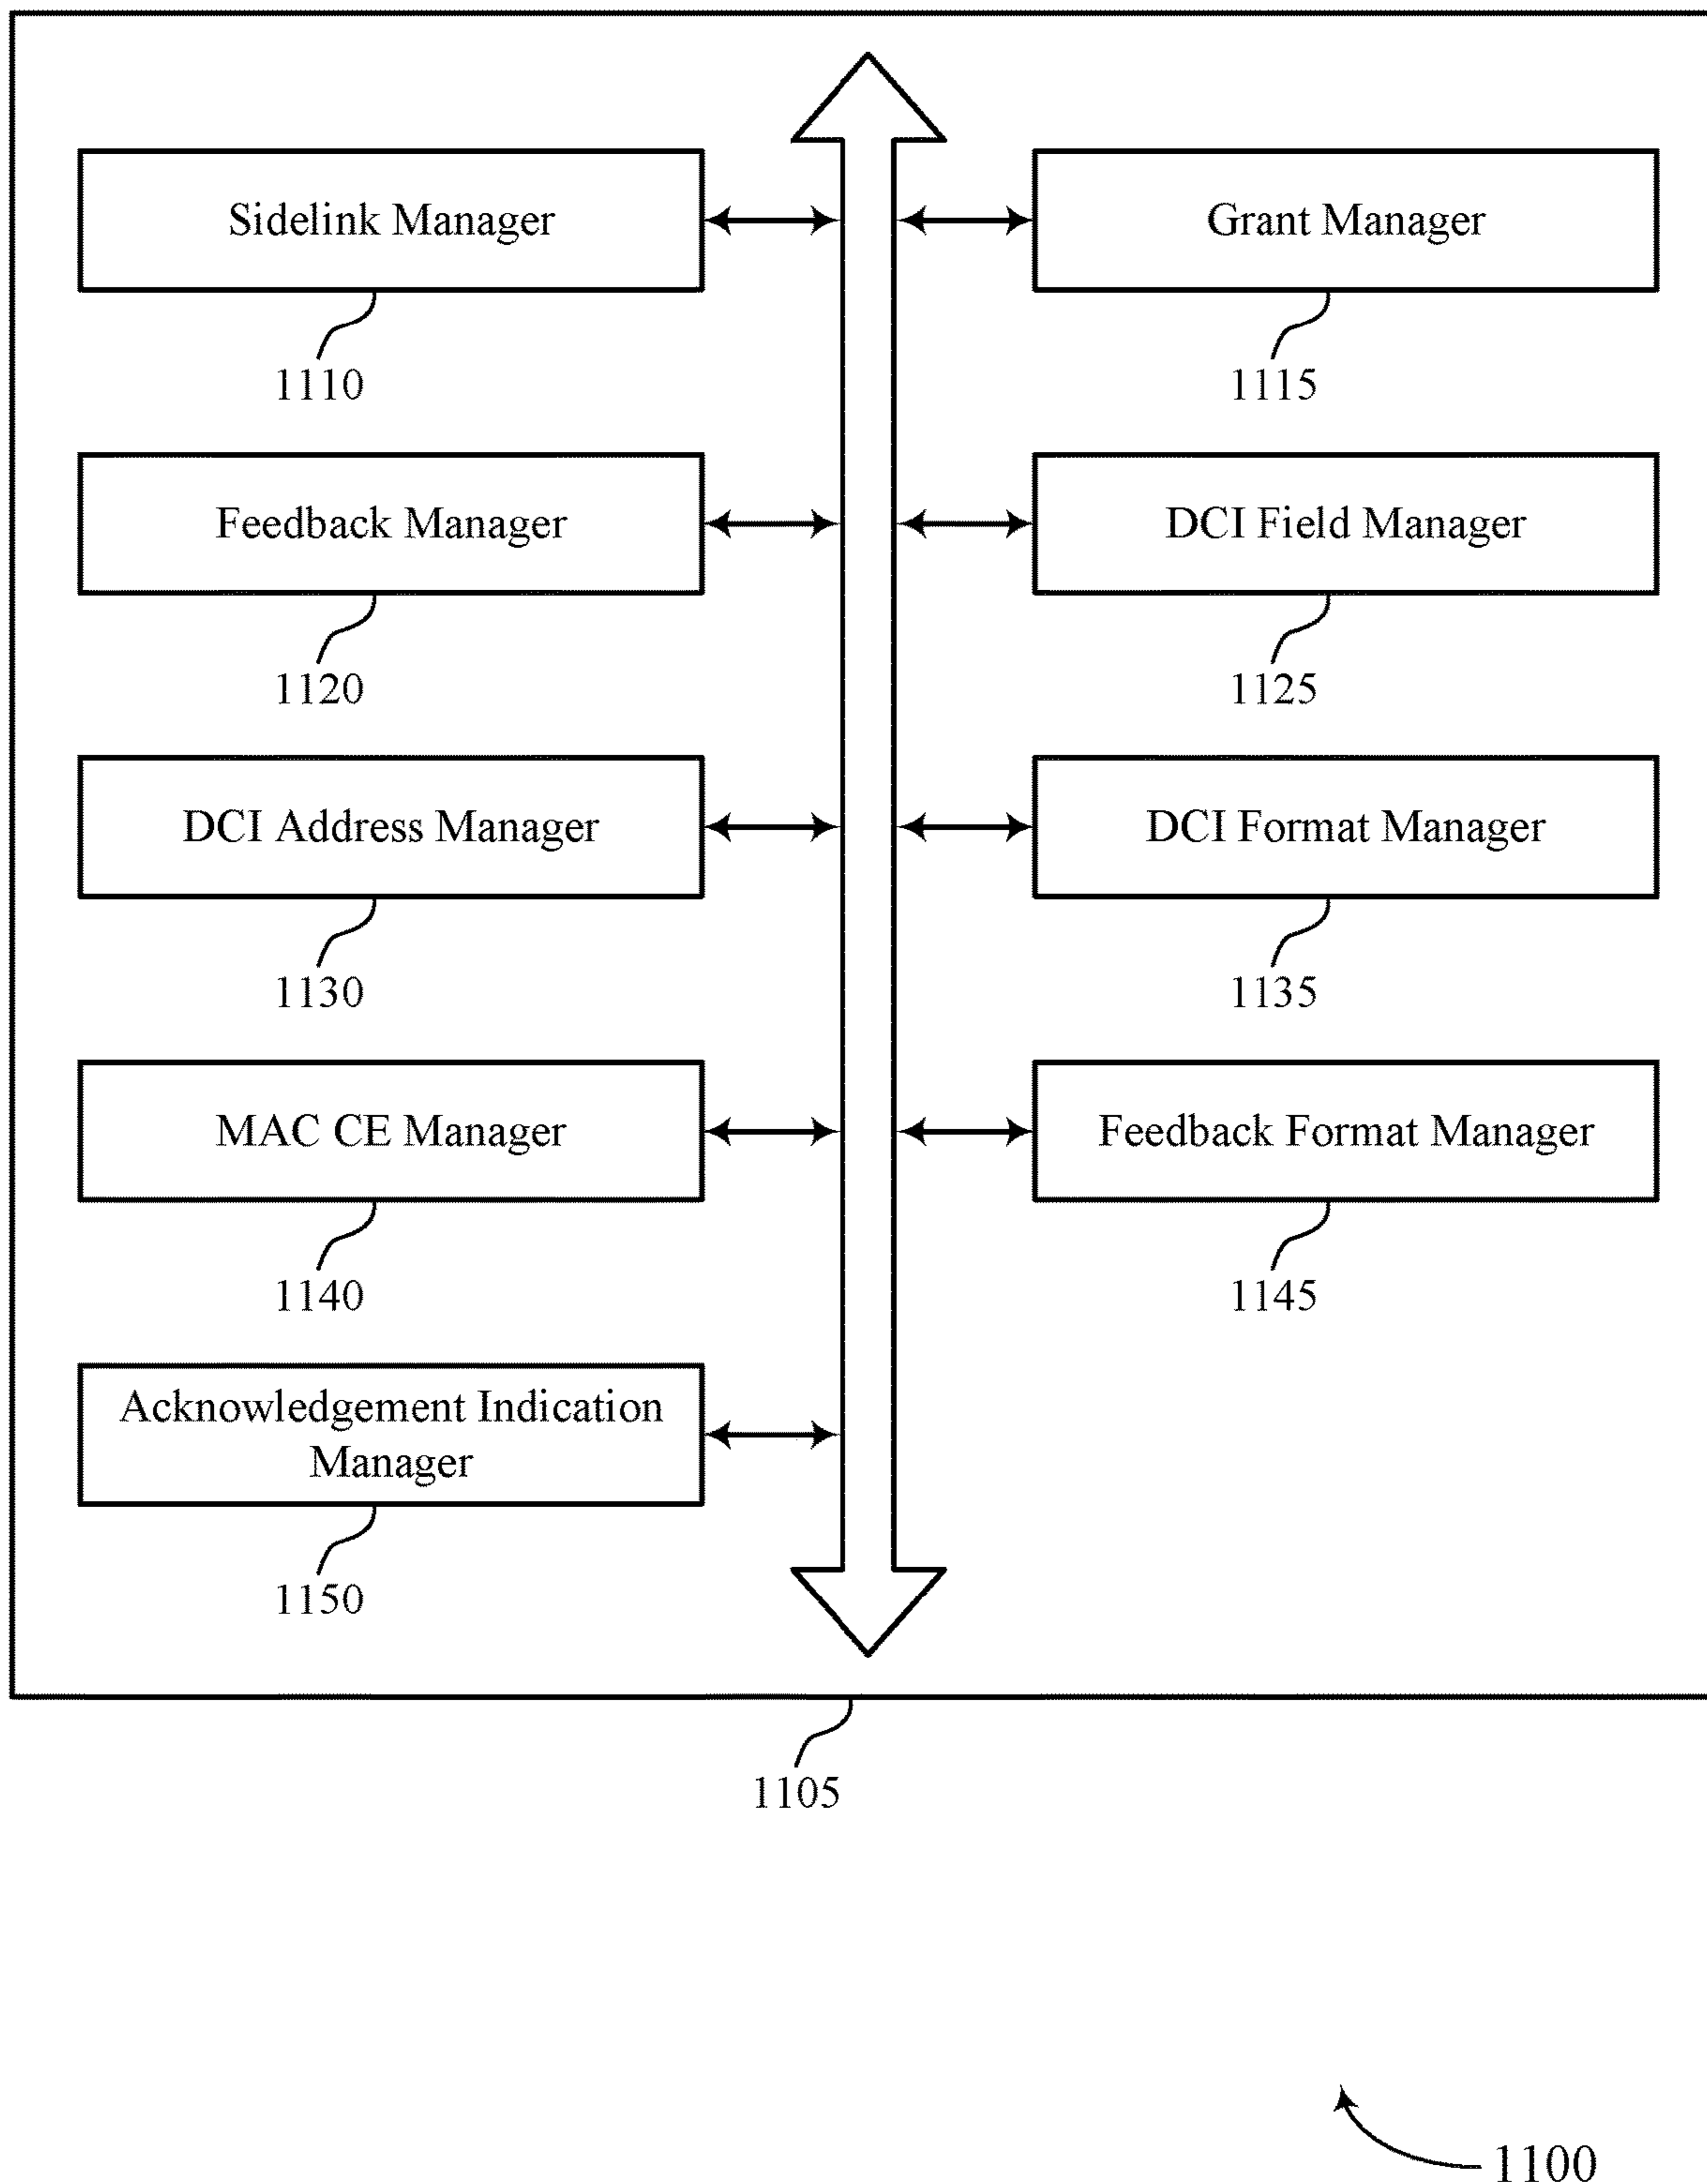 Sidelink Manager
Grant Manager
1110
1115
Feedback Manager
DCI Field Manager
1120
1125
DCI Address Manager
DCI Format Manager
1130
1135
MAC CE Manager
Feedback Format Manager
1140
1145
Acknowledgement Indication
Manager
1150
1105
1100